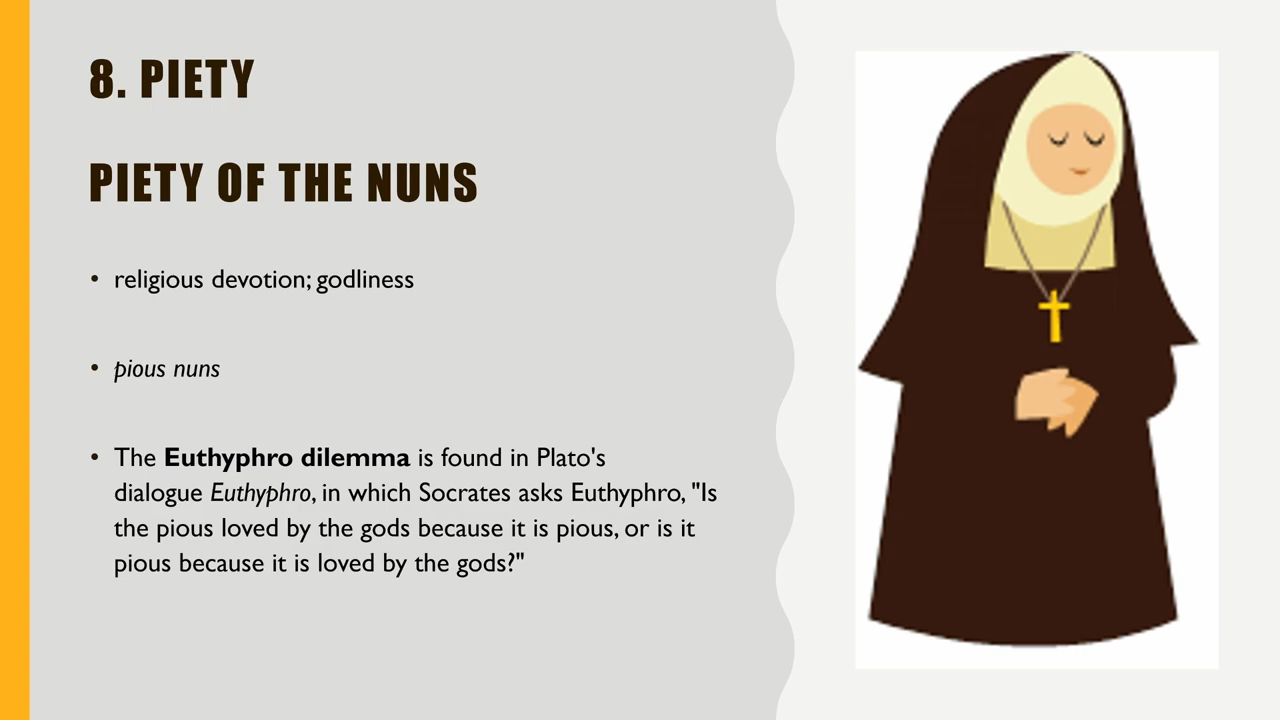 8. PIETY
PIETY OF THE NUNS
• religious devotion; godliness
• pious nuns
• The Euthyphro dilemma is found in Plato's
dialogue Euthyphro, in which Socrates asks Euthyphro, "Is
the pious loved by the gods because it is pious, or is it
pious because it is loved by the gods?"